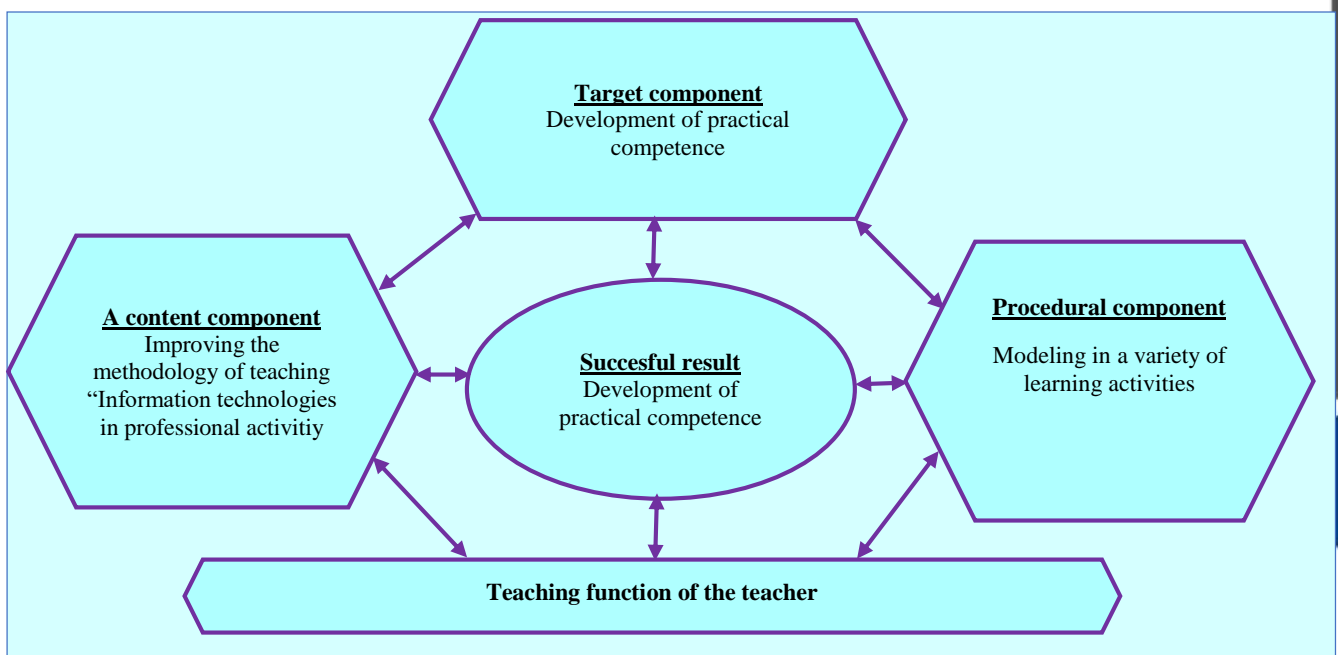 Target component
Development of practical
competence
A content component
Improving the
methodology of teaching
“Information technologies
in professional activitiy
Succesful result
Development of
practical competence
Procedural component
Modeling in a variety of
learning activities
Teaching function of the teacher